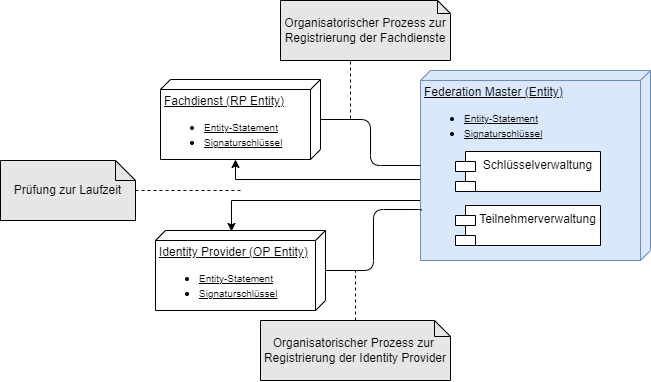 Organisatorischer Prozess zur
Registrierung der Fachdienste
Fachdienst (RP Entity)
Entity-Statement
Signaturschlüssel
Federation Master (Entity)
Entity-Statement
Signaturschlüssel
Schlüsselverwaltung
Teilnehmerverwaltung
Prüfung zur Laufzeit
Identity Provider (OP Entity)
Entity-Statement
Signaturschlüssel
Organisatorischer Prozess zur
Registrierung der Identity Provider